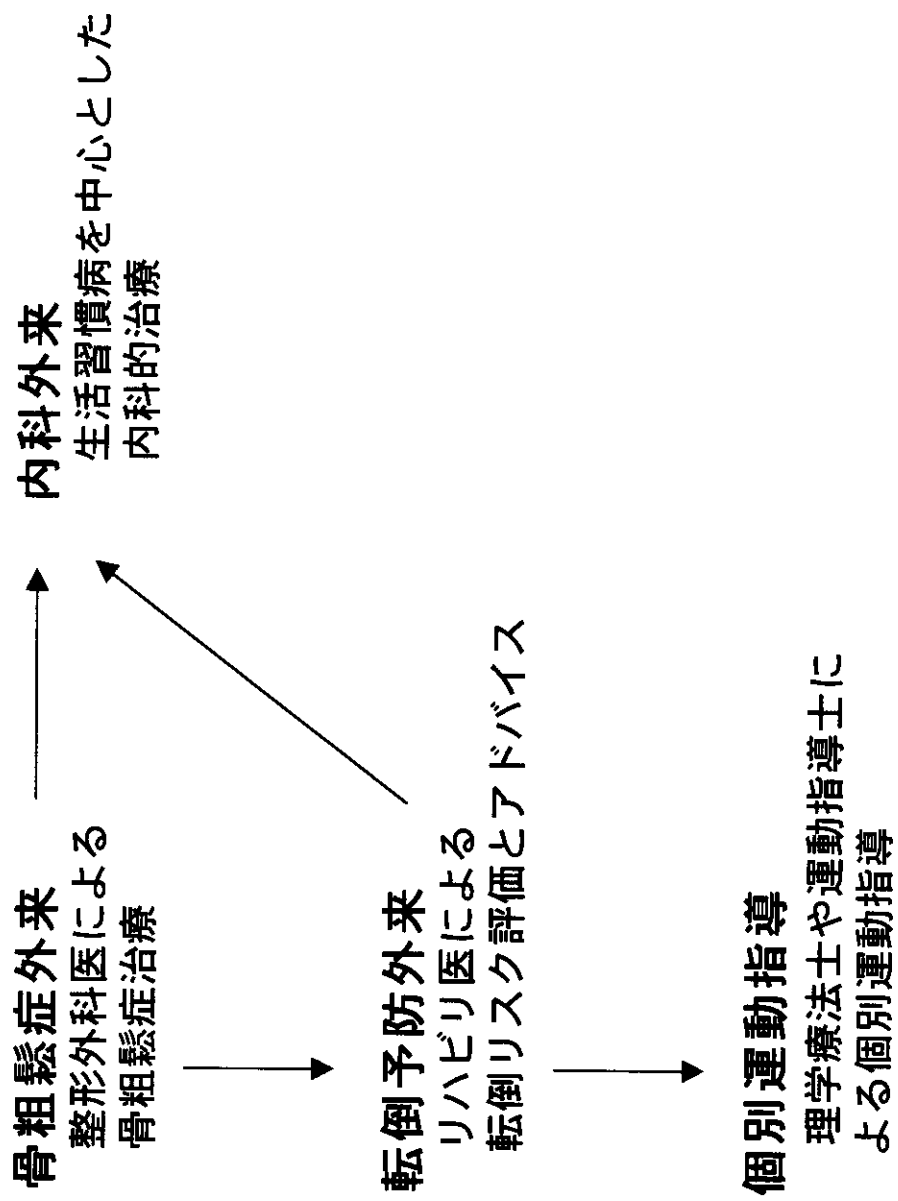 骨粗鬆症外来
整形外科医による
骨粗鬆症治療
内科外来
生活習慣病を中心とした
内科的治療
転倒予防外来
リハビリ医による
転倒リスク評価とアドバイス
個別運動指導
理学療法士や運動指導士に
よる個別運動指導